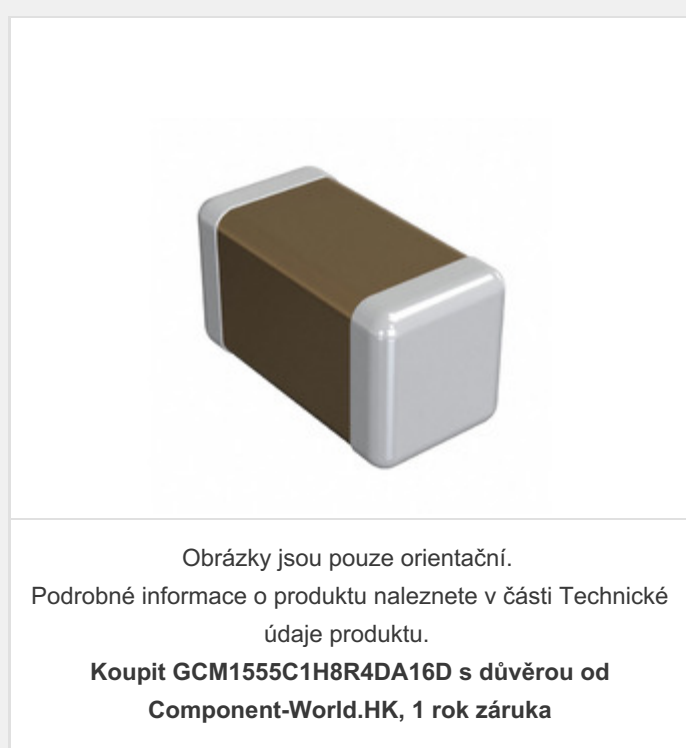 Obrázky jsou pouze orientační.
Podrobné informace o produktu naleznete v části Technické
údaje produktu.
Koupit GCM1555C1H8R4DA16D s důvěrou od
Component-World.HK, 1 rok záruka